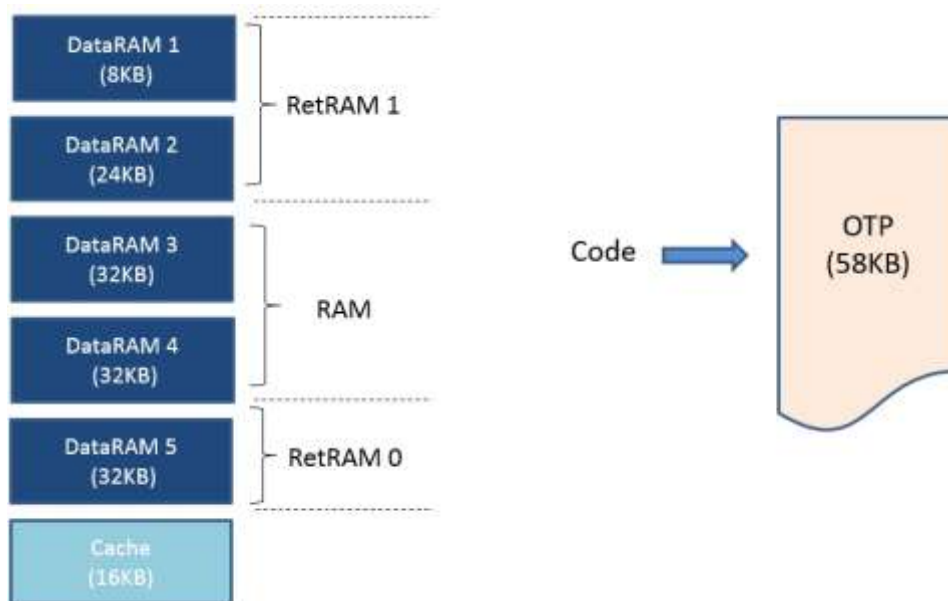 DataRAM 1
(8KB)
DataRAM 2
(24KB)
RetRAM 1
DataRAM 3
(32KB)
DataRAM 4
(32KB)
RAM
DataRAM 5
(32KB)
RetRAM 0
Cache
(16KB)
Code
OTP
(58KB)